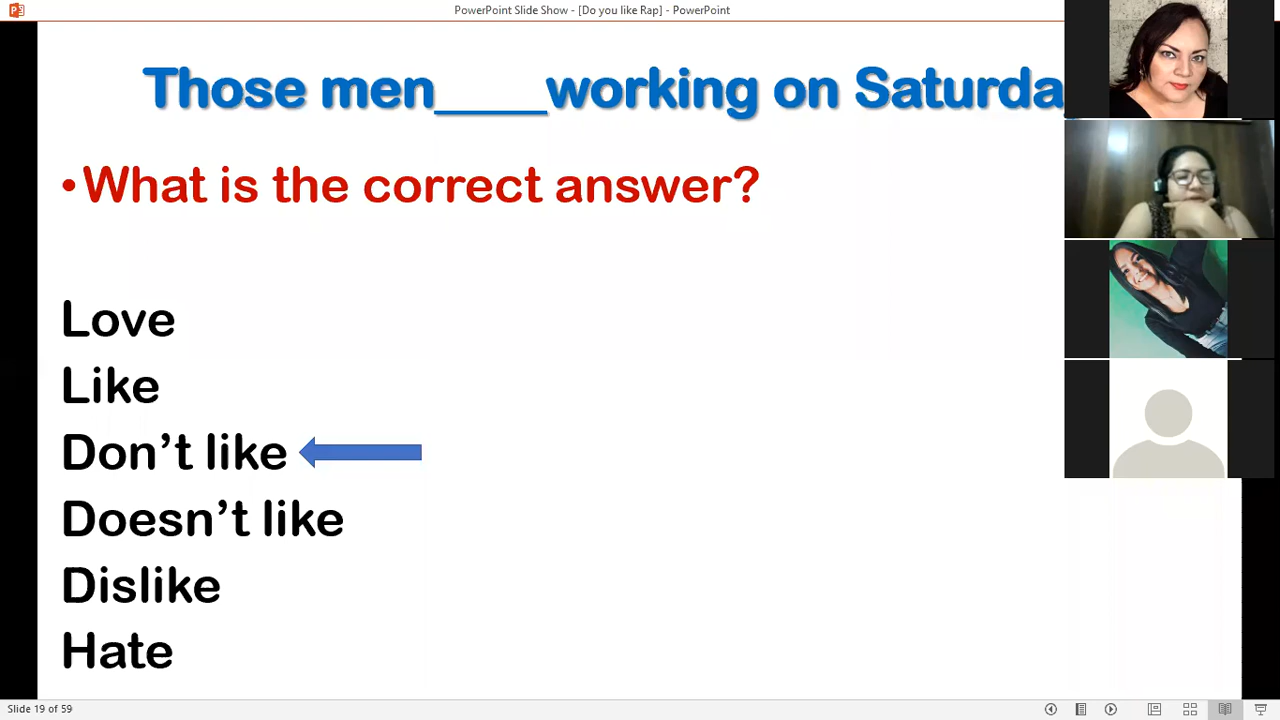 PowerPoint Slide Show - [Do you like Rap] - PowerPoint
Those men____working on Saturda
•What is the correct answer?
Love
Like
Don’t like
Doesn’t like
Dislike
Hate
Slide 19 of 59